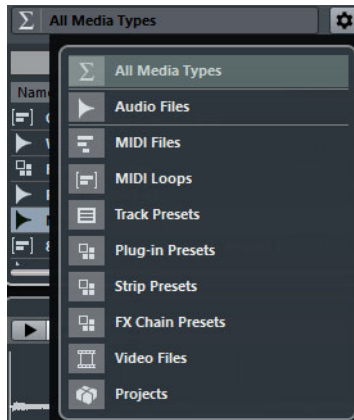 All Media Types
All Media Types
Audio Files
MIDI Files
MIDI Loops
Track Presets
Plug-in Presets
Strip Presets
FX Chain Presets
Video Files
Projects